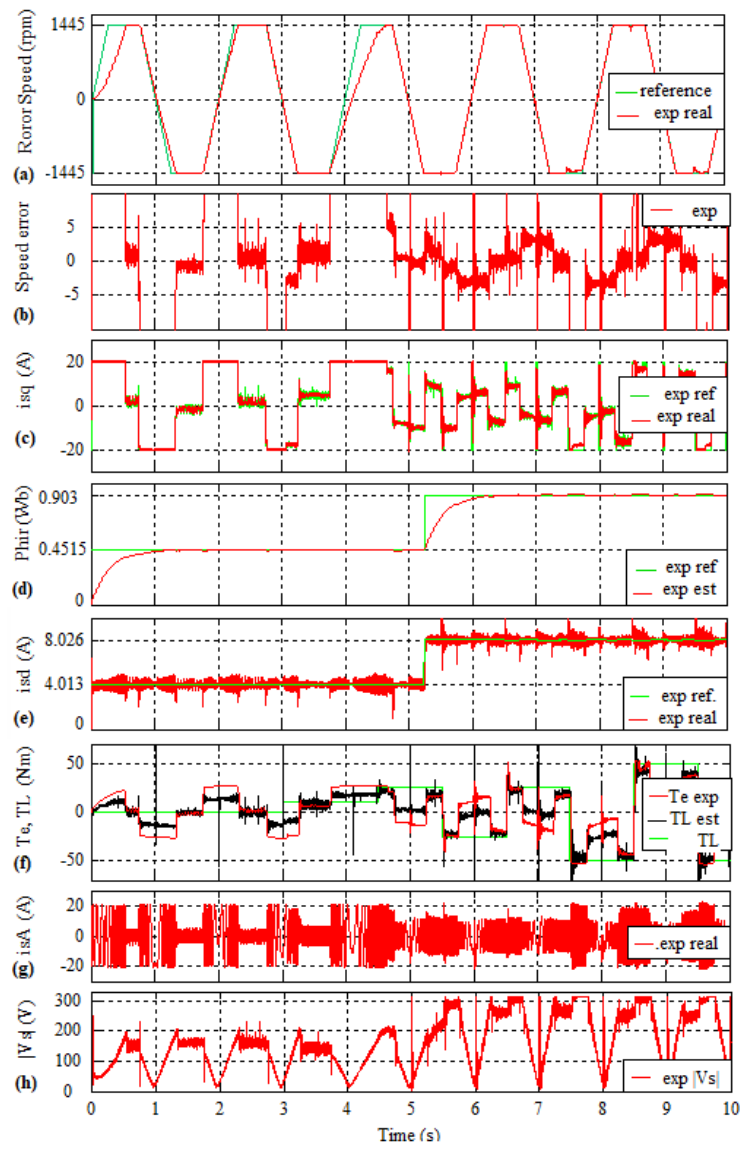 Roror Speed (rpm)
1445
0
-1445
(a)
reference
exp real
Speed error
5
0
-5
(b)
exp
isq (A)
20
0
-20
(c)
exp ref
exp real
Phir (Wb)
0.903
0.4515
0
(d)
exp ref
exp est
isd (A)
8.026
4.013
0
(e)
exp ref.
exp real
Te, TL (Nm)
50
0
-50
(f)
Te exp
TL est
TL
isA (A)
20
0
-20
(g)
.exp real
|Vs| (V)
300
200
100
0
(h)
exp |Vs|
0 1 2 3 4 5 6 7 8 9 10
Time (s)